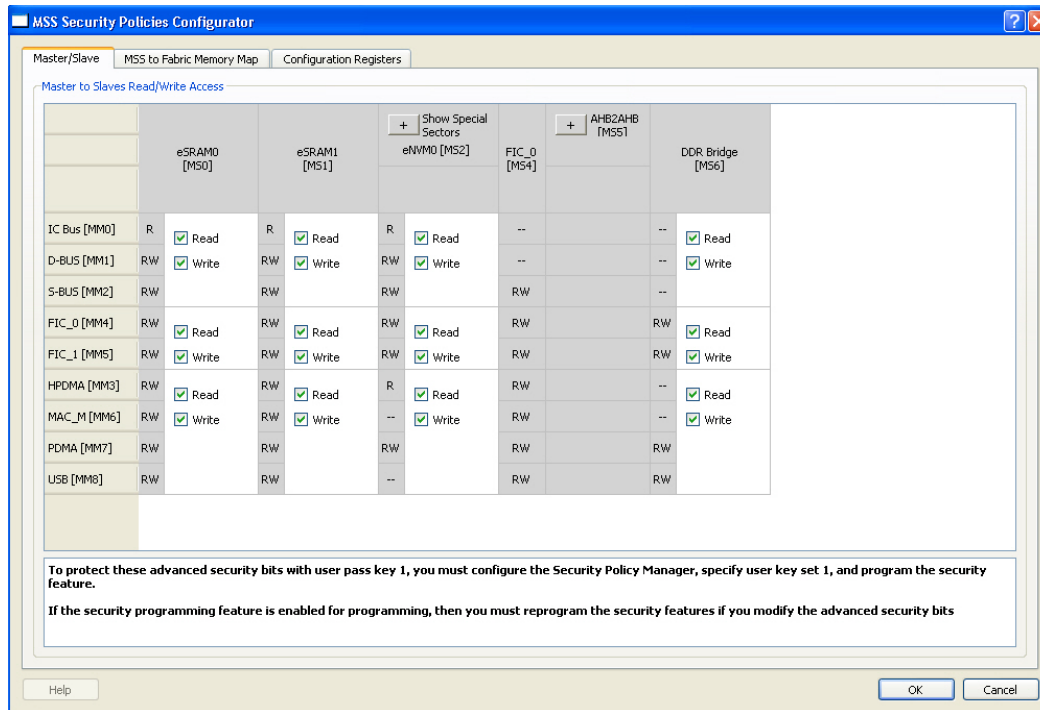 MSS Security Policies Configurator
Master/Slave MSS to Fabric Memory Map Configuration Registers
Master to Slaves Read/Write Access
eSRAM0
[MS0]
eSRAM1
[MS1]
+ Show Special
Sectors
eNVM0 [MS2]
FIC_0
[MS4]
+ AHB2AHB
[MS5]
DDR Bridge
[MS6]
IC Bus [MM0] R Read R Read R Read -- -- Read
D-BUS [MM1] RW Write RW Write RW Write -- -- Write
S-BUS [MM2] RW RW RW RW --
FIC_0 [MM4] RW Read RW Read RW Read RW RW Read
FIC_1 [MM5] RW Write RW Write RW Write RW RW Write
HPDMA [MM3] RW Read RW Read R Read RW -- Read
MAC_M [MM6] RW Write RW Write -- Write RW -- Write
PDMA [MM7] RW RW RW RW RW
USB [MM8] RW RW -- RW RW
To protect these advanced security bits with user pass key 1, you must configure the Security Policy Manager, specify user key set 1, and program the security
feature.
If the security programming feature is enabled for programming, then you must reprogram the security features if you modify the advanced security bits
Help OK Cancel